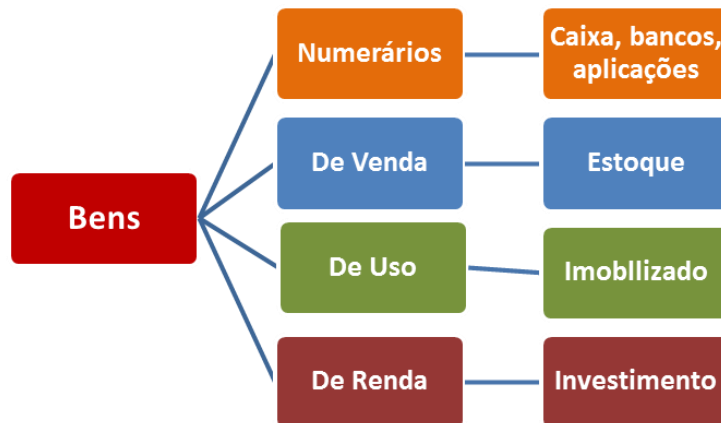 Bens
Numerários
Caixa, bancos,
aplicações
De Venda
Estoque
De Uso
Imobllizado
De Renda
Investimento